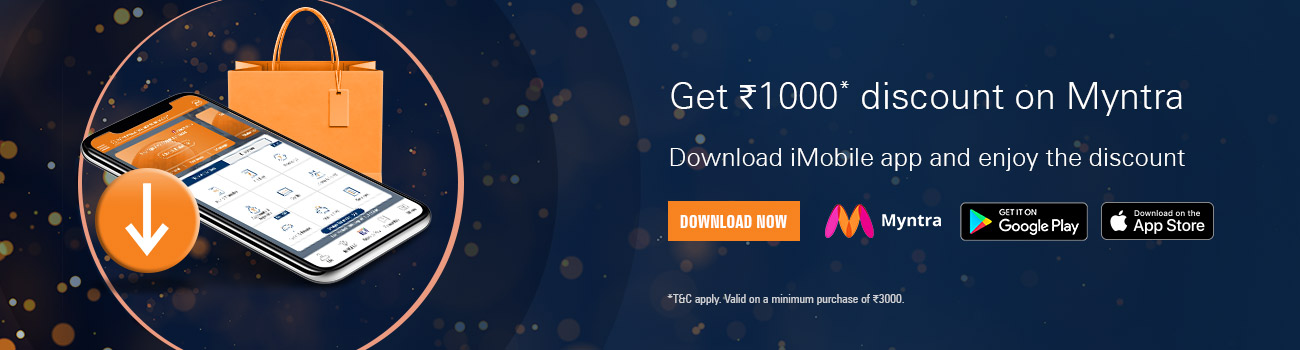 Get ₹1000* discount on Myntra
Download iMobile app and enjoy the discount
DOWNLOAD NOW
Myntra
GET IT ON
Google Play
Download on the
App Store
*T&C apply. Valid on a minimum purchase of ₹3000.